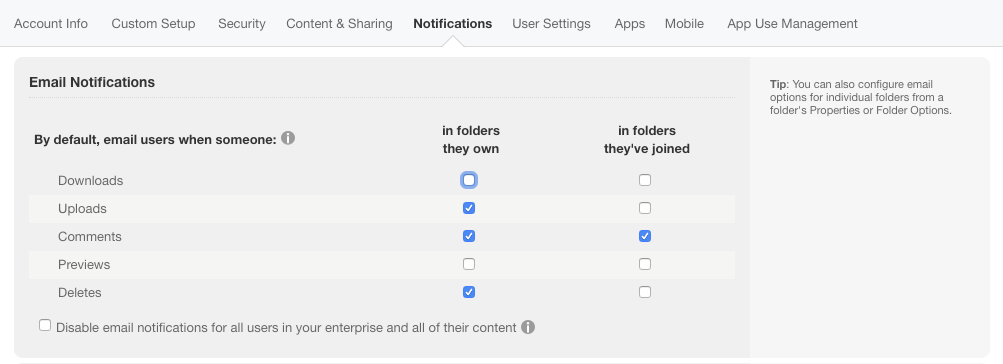 Account Info Custom Setup Security Content & Sharing Notifications User Settings Apps Mobile App Use Management
Email Notifications
By default, email users when someone:
in folders
they own
in folders
they've joined
Downloads
Uploads
Comments
Previews
Deletes
Disable email notifications for all users in your enterprise and all of their content
Tip: You can also configure email
options for individual folders from a
folder's Properties or Folder Options.